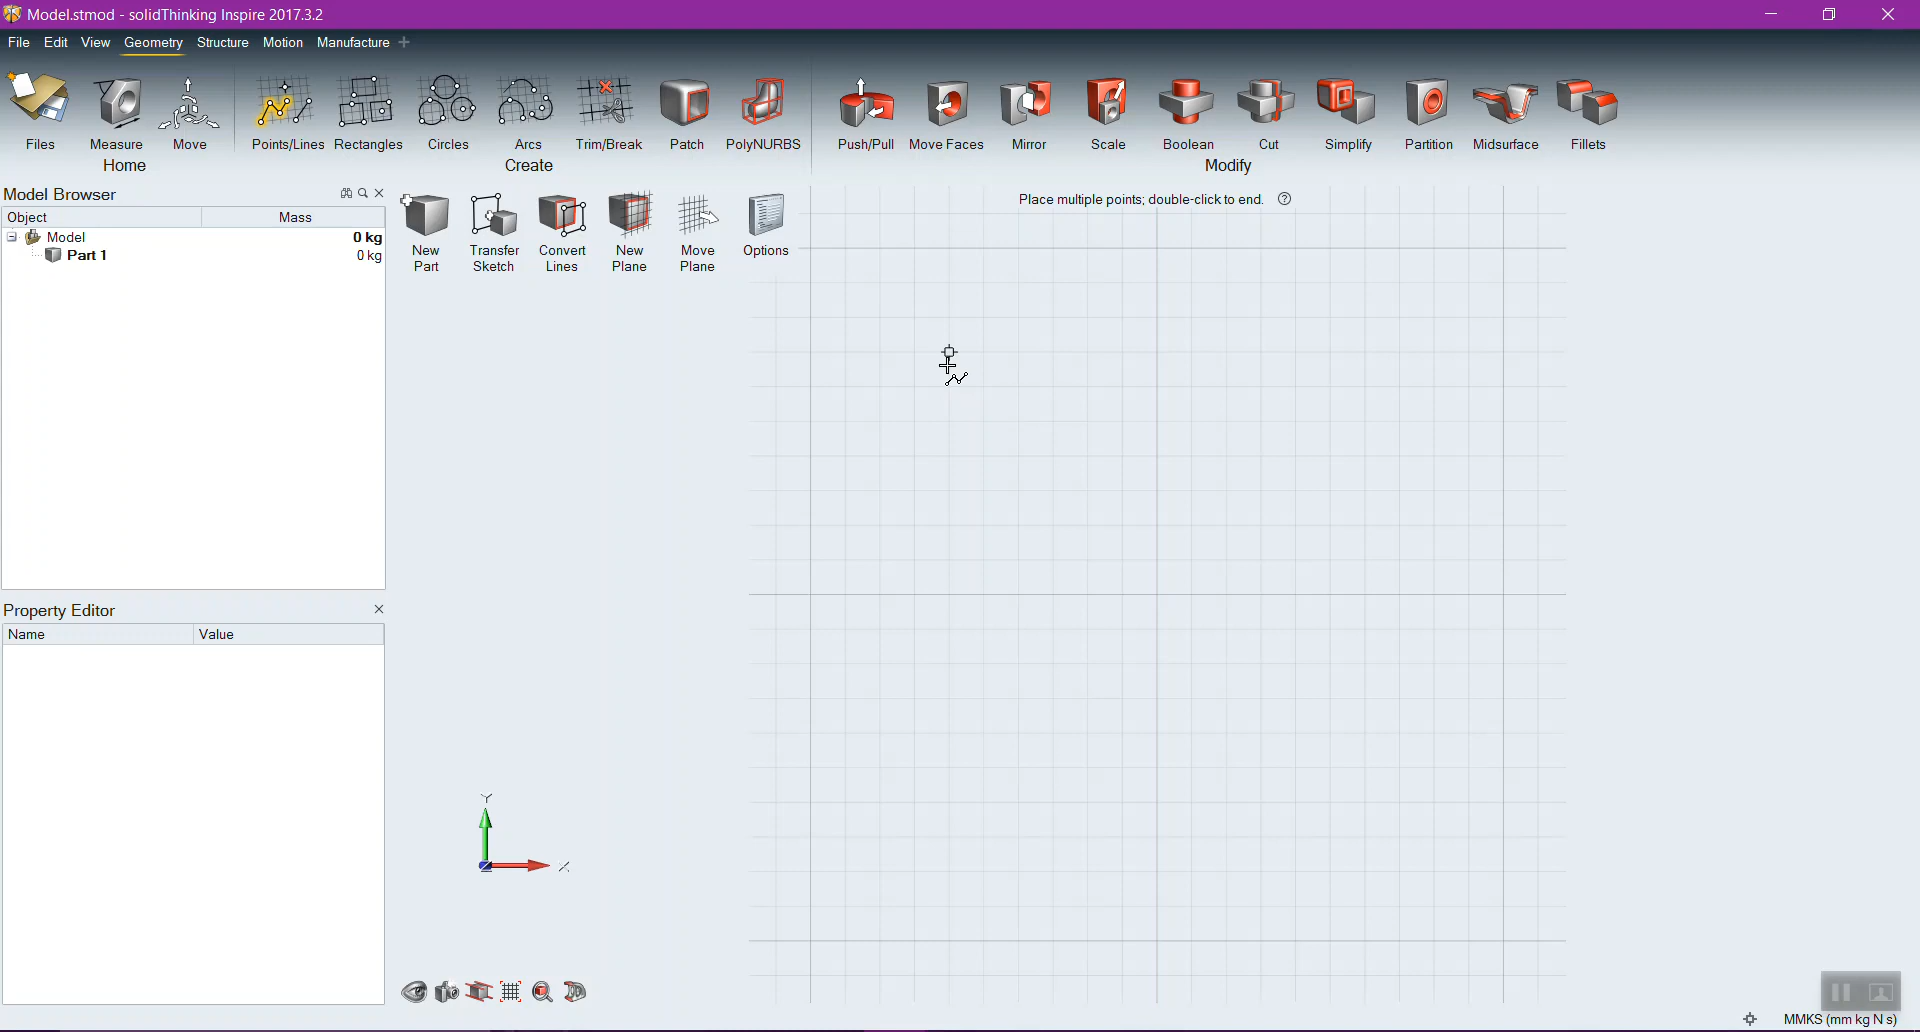 Model.stmod - solidThinking Inspire 2017.3.2
File Edit View Geometry Structure Motion Manufacture
Files Measure Move Points/Lines Rectangles Circles Arcs Trim/Break Patch PolyNURBS Push/Pull Move Faces Mirror Scale Boolean Cut Simplify Partition Midsurface Fillets
Home Create Modify
Model Browser
Object Mass
Model 0 kg
Part 1 0 kg
New Part
Transfer Sketch
Convert Lines
New Plane
Move Plane
Options
Place multiple points; double-click to end.
Property Editor
Name Value
Y
X
MMKS (mm kg N s)